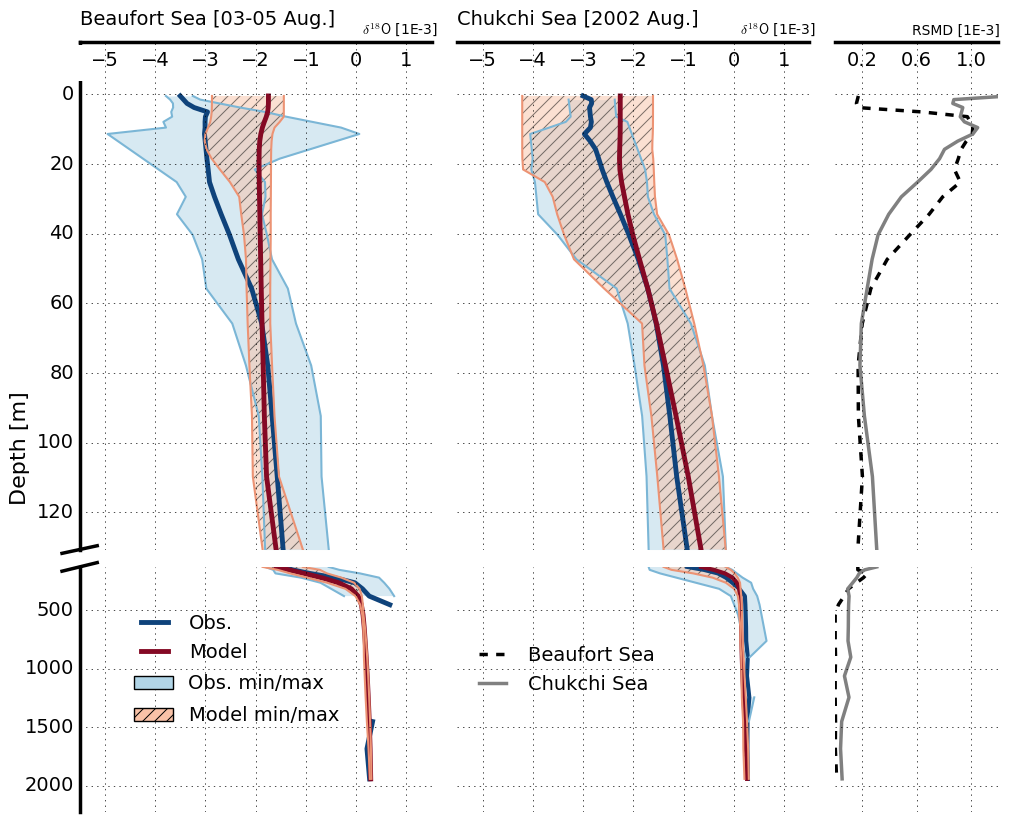 Beaufort Sea [03-05 Aug.]
δ¹⁸O [1E-3]
−5 −4 −3 −2 −1 0 1
Chukchi Sea [2002 Aug.]
δ¹⁸O [1E-3]
−5 −4 −3 −2 −1 0 1
RSMD [1E-3]
0.2 0.6 1.0
Depth [m]
0
20
40
60
80
100
120
500
1000
1500
2000
Obs.
Model
Obs. min/max
Model min/max
Beaufort Sea
Chukchi Sea